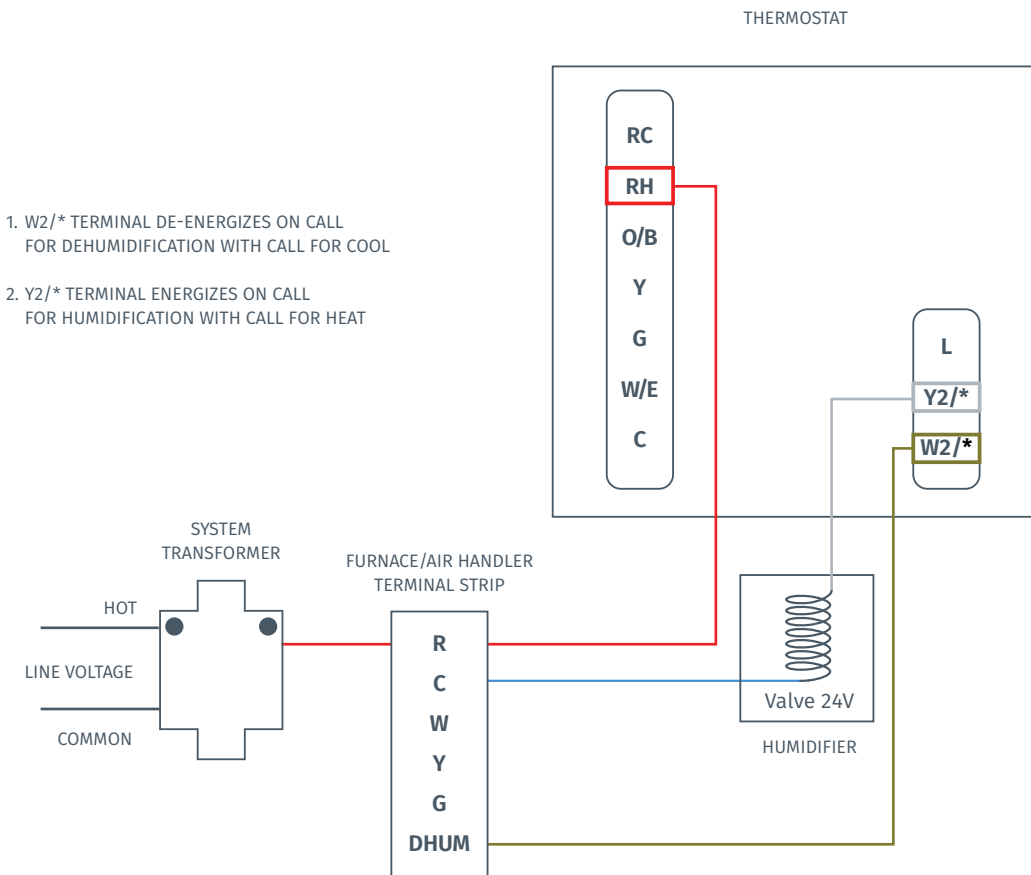 THERMOSTAT
RC
RH
O/B
Y
G
W/E
C
L
Y2/*
W2/*
1. W2/* TERMINAL DE-ENERGIZES ON CALL
FOR DEHUMIDIFICATION WITH CALL FOR COOL
2. Y2/* TERMINAL ENERGIZES ON CALL
FOR HUMIDIFICATION WITH CALL FOR HEAT
SYSTEM
TRANSFORMER
HOT
LINE VOLTAGE
COMMON
FURNACE/AIR HANDLER
TERMINAL STRIP
R
C
W
Y
G
DHUM
Valve 24V
HUMIDIFIER